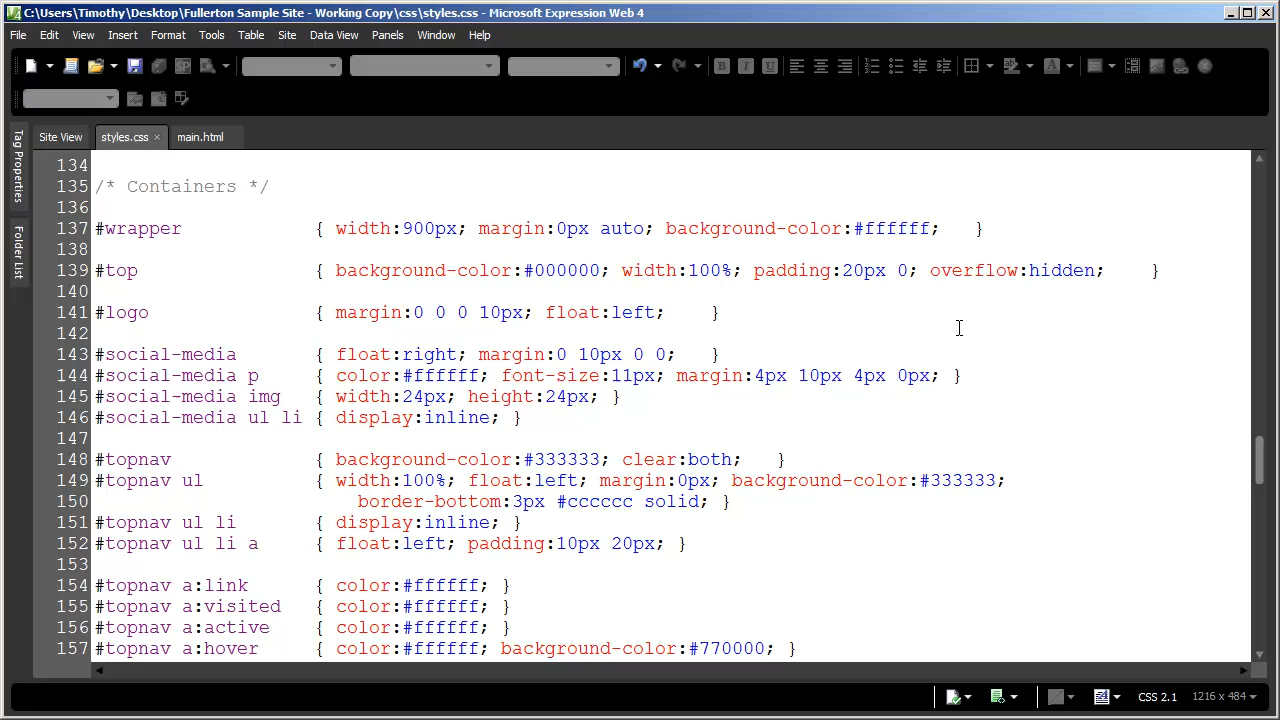 C:\Users\Timothy\Desktop\Fullerton Sample Site - Working Copy\css\styles.css - Microsoft Expression Web 4
File Edit View Insert Format Tools Table Site Data View Panels Window Help
Site View styles.css × main.html
Tag Properties
Folder List
134
135 /* Containers */
136
137 #wrapper { width:900px; margin:0px auto; background-color:#ffffff; }
138
139 #top { background-color:#000000; width:100%; padding:20px 0; overflow:hidden; }
140
141 #logo { margin:0 0 0 10px; float:left; }
142
143 #social-media { float:right; margin:0 10px 0 0; }
144 #social-media p { color:#ffffff; font-size:11px; margin:4px 10px 4px 0px; }
145 #social-media img { width:24px; height:24px; }
146 #social-media ul li { display:inline; }
147
148 #topnav { background-color:#333333; clear:both; }
149 #topnav ul { width:100%; float:left; margin:0px; background-color:#333333;
150 border-bottom:3px #cccccc solid; }
151 #topnav ul li { display:inline; }
152 #topnav ul li a { float:left; padding:10px 20px; }
153
154 #topnav a:link { color:#ffffff; }
155 #topnav a:visited { color:#ffffff; }
156 #topnav a:active { color:#ffffff; }
157 #topnav a:hover { color:#ffffff; background-color:#770000; }
CSS 2.1 1216 x 484